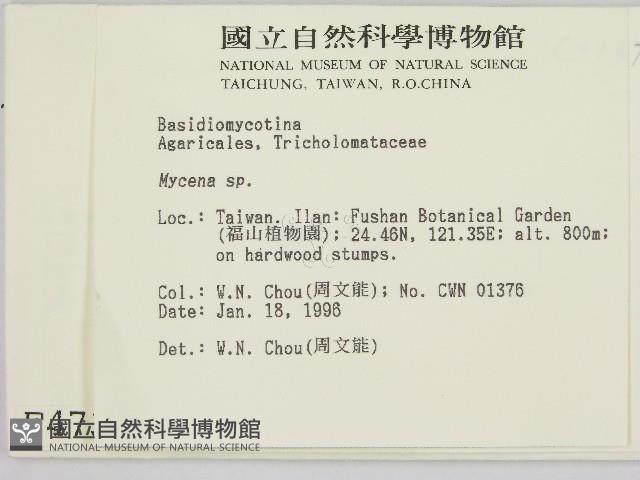 國立自然科學博物館
NATIONAL MUSEUM OF NATURAL SCIENCE
TAICHUNG, TAIWAN, R.O.CHINA
Basidiomycotina
Agaricales, Tricholomataceae
Mycena sp.
Loc.: Taiwan. Ilan: Fushan Botanical Garden
(福山植物園); 24.46N, 121.35E; alt. 800m;
on hardwood stumps.
Col.: W.N. Chou(周文能); No. CWN 01376
Date: Jan. 18, 1996
Det.: W.N. Chou(周文能)
國立自然科學博物館
NATIONAL MUSEUM OF NATURAL SCIENCE